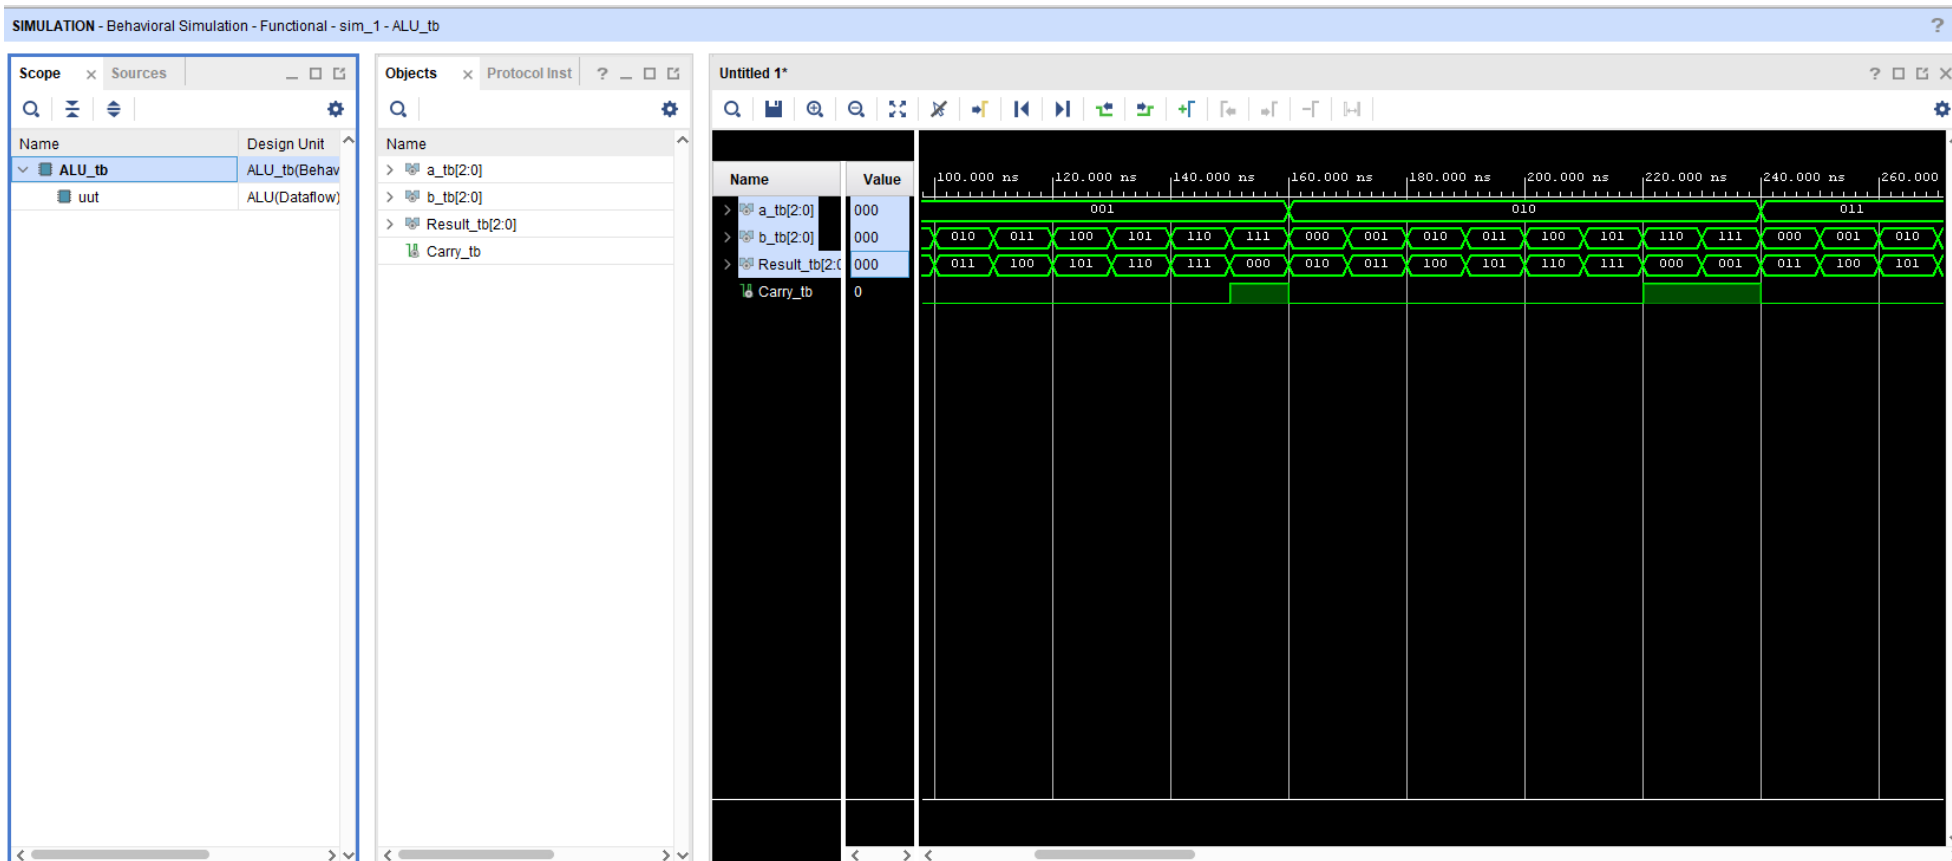 SIMULATION - Behavioral Simulation - Functional - sim_1 - ALU_tb ?
Scope Sources
Name Design Unit
ALU_tb ALU_tb(Behav
uut ALU(Dataflow)
Objects Protocol Inst ?
Name
a_tb[2:0]
b_tb[2:0]
Result_tb[2:0]
Carry_tb
Untitled 1* ?
Name Value 100.000 ns 120.000 ns 140.000 ns 160.000 ns 180.000 ns 200.000 ns 220.000 ns 240.000 ns 260.000
a_tb[2:0] 000 001 010 011
b_tb[2:0] 000 010 011 100 101 110 111 000 001 010 011 100 101 110 111 000 001 010
Result_tb[2:0 000 011 100 101 110 111 000 010 011 100 101 110 111 000 001 011 100 101
Carry_tb 0